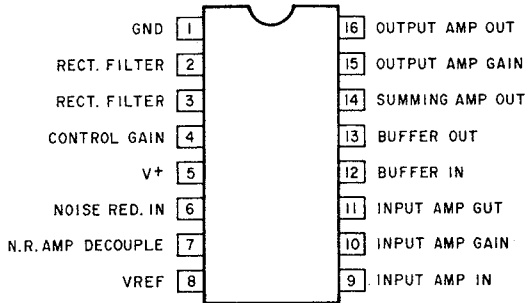 GND 1
RECT. FILTER 2
RECT. FILTER 3
CONTROL GAIN 4
V+ 5
NOISE RED. IN 6
N.R. AMP DECOUPLE 7
VREF 8
16 OUTPUT AMP OUT
15 OUTPUT AMP GAIN
14 SUMMING AMP OUT
13 BUFFER OUT
12 BUFFER IN
11 INPUT AMP GUT
10 INPUT AMP GAIN
9 INPUT AMP IN